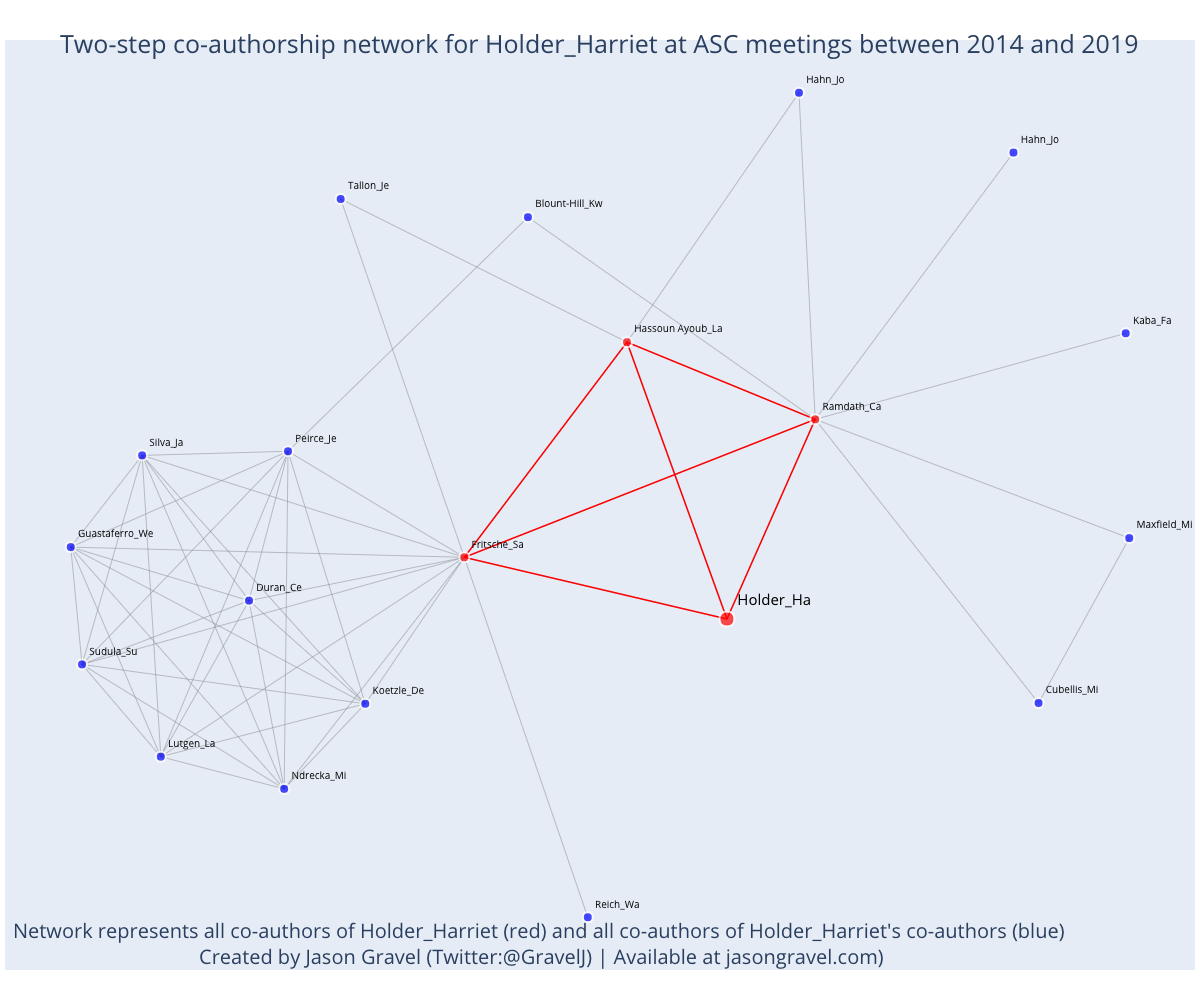 Two-step co-authorship network for Holder_Harriet at ASC meetings between 2014 and 2019
Hahn_Jo
Hahn_Jo
Tallon_Je
Blount-Hill_Kw
Hassoun Ayoub_La
Kaba_Fa
Ramdath_Ca
Silva_Ja
Peirce_Je
Guastaferro_We
Fritsche_Sa
Maxfield_Mi
Duran_Ce
Holder_Ha
Sudula_Su
Koetzle_De
Cubellis_Mi
Lutgen_La
Ndrecka_Mi
Reich_Wa
Network represents all co-authors of Holder_Harriet (red) and all co-authors of Holder_Harriet's co-authors (blue)
Created by Jason Gravel (Twitter:@GravelJ) | Available at jasongravel.com)